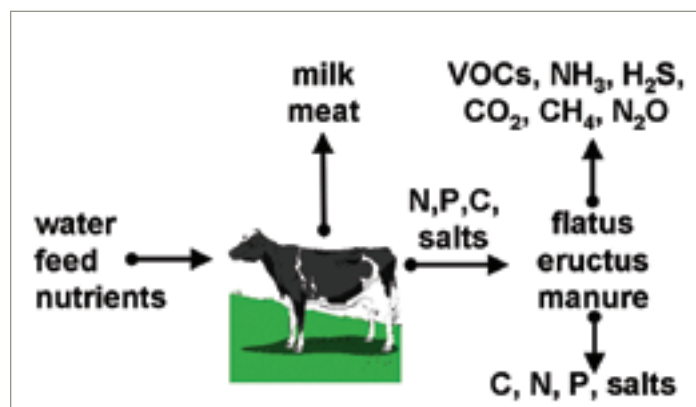 milk
meat
VOCs, NH₃, H₂S,
CO₂, CH₄, N₂O
water
feed
nutrients
N,P,C,
salts
flatus
eructus
manure
C, N, P, salts